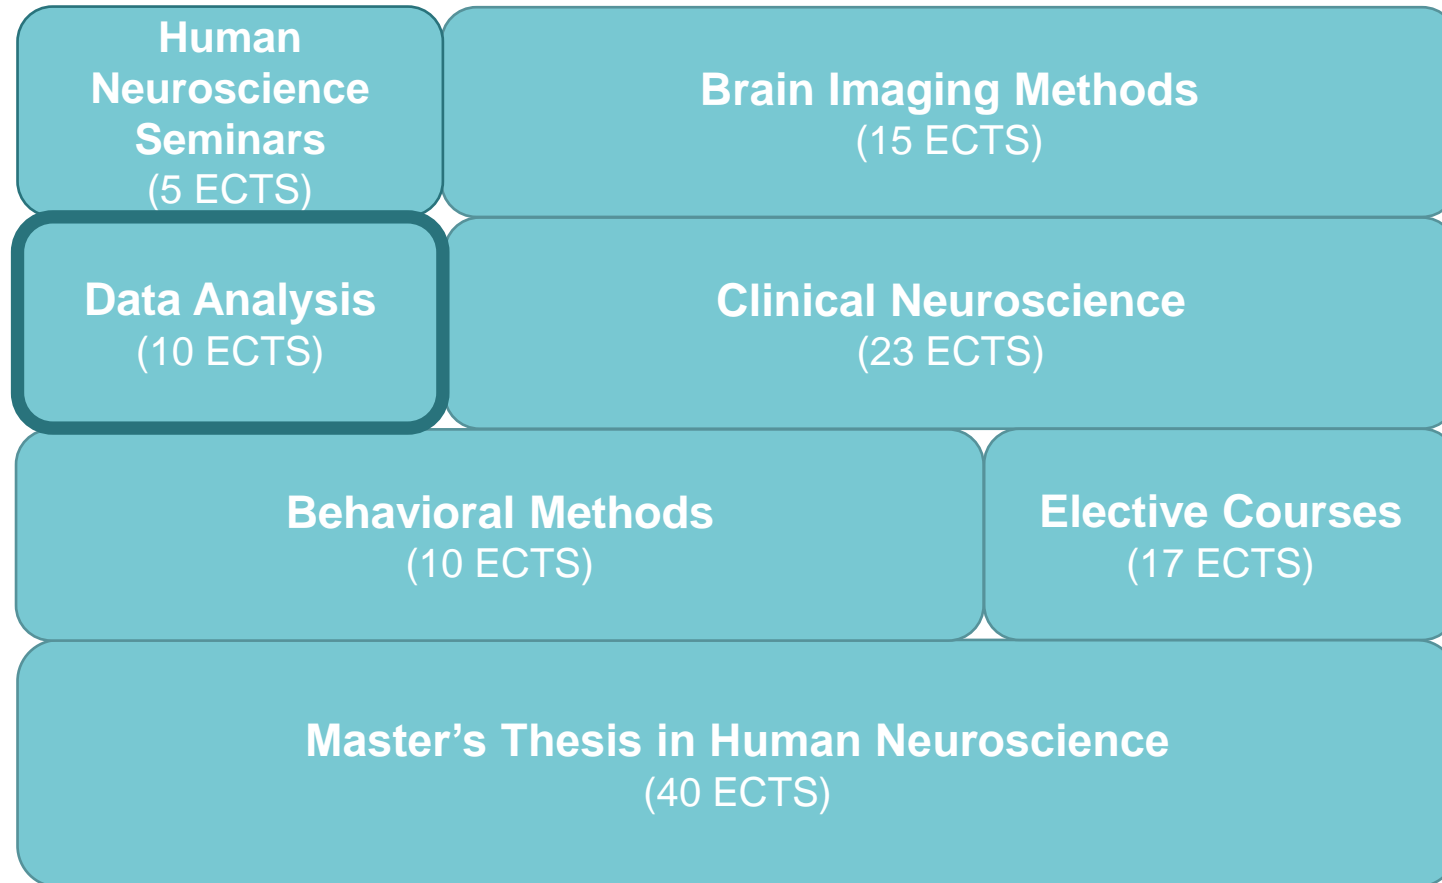 Human
Neuroscience
Seminars
(5 ECTS)
Brain Imaging Methods
(15 ECTS)
Data Analysis
(10 ECTS)
Clinical Neuroscience
(23 ECTS)
Behavioral Methods
(10 ECTS)
Elective Courses
(17 ECTS)
Master’s Thesis in Human Neuroscience
(40 ECTS)